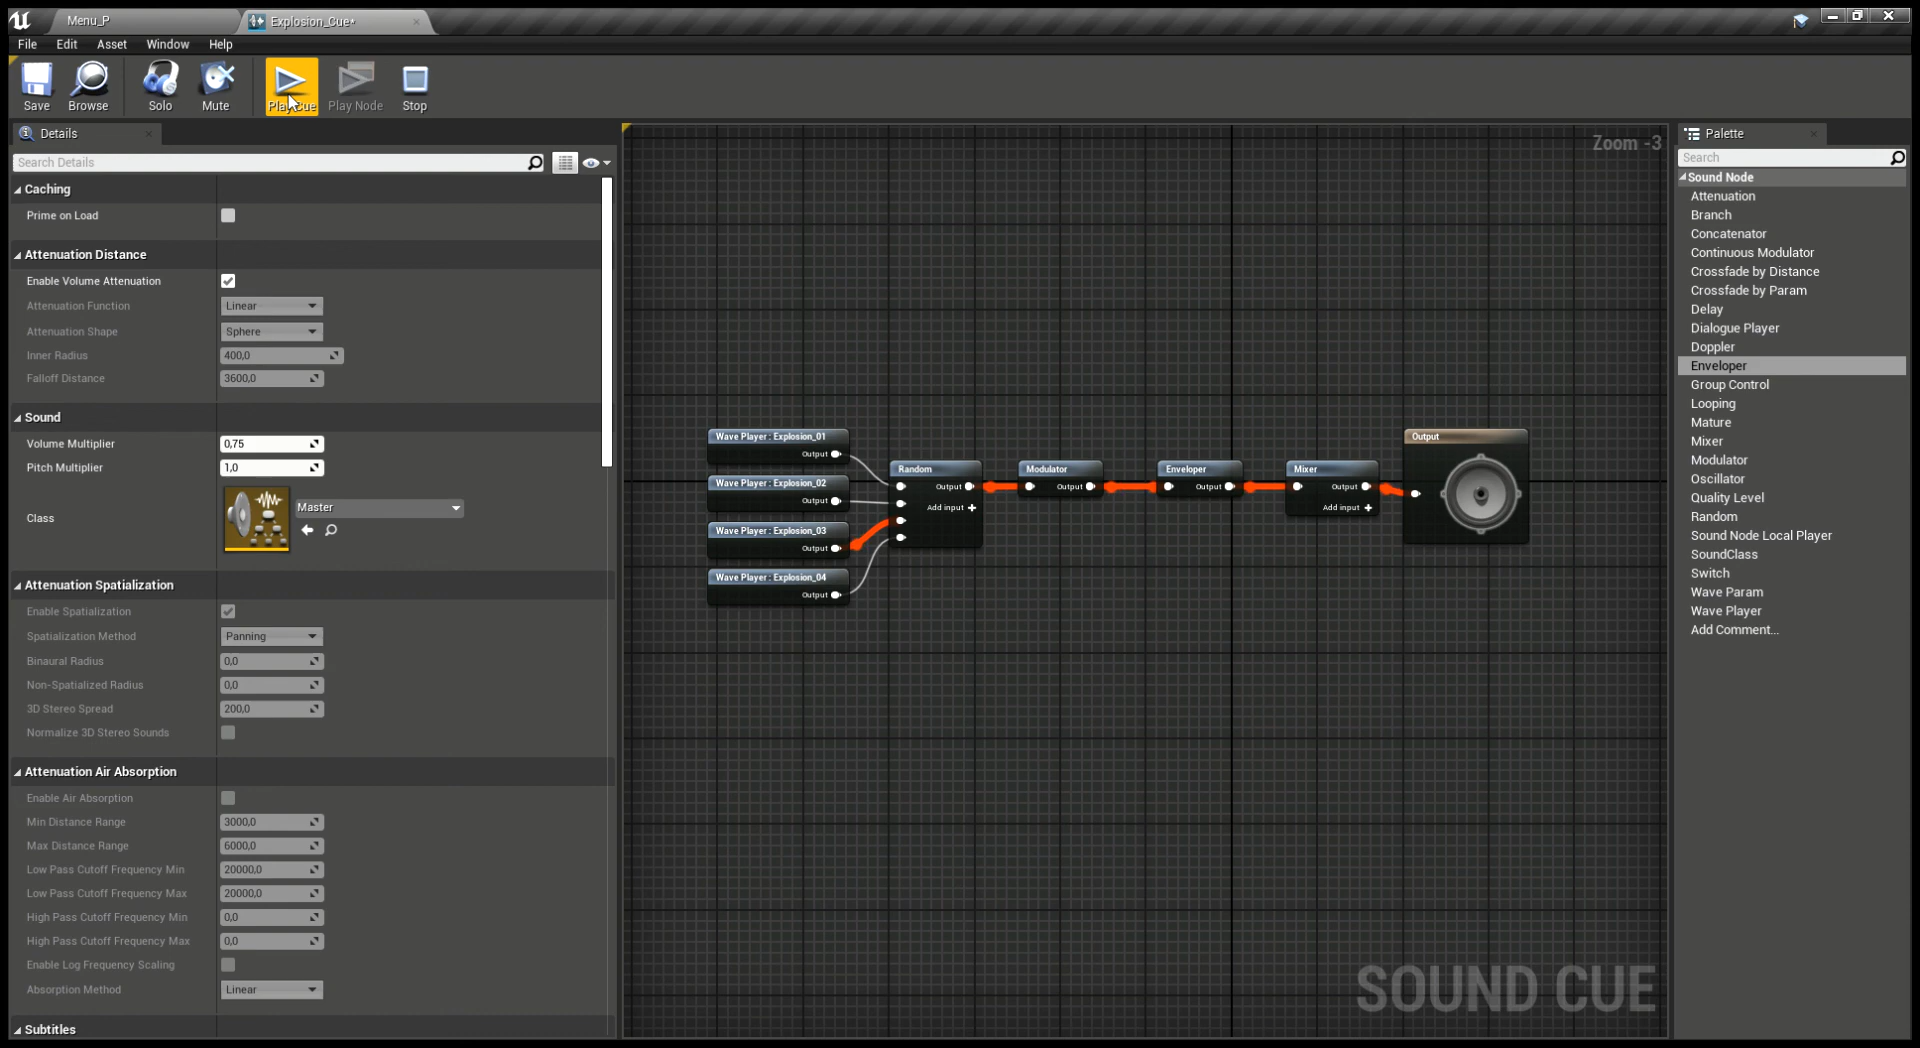 Menu_P
Explosion_Cue*
File Edit Asset Window Help
Save Browse Solo Mute Play Cue Play Node Stop
Details
Search Details
Caching
Prime on Load
Attenuation Distance
Enable Volume Attenuation
Attenuation Function Linear
Attenuation Shape Sphere
Inner Radius 400,0
Falloff Distance 3600,0
Sound
Volume Multiplier 0,75
Pitch Multiplier 1,0
Class Master
Attenuation Spatialization
Enable Spatialization
Spatialization Method Panning
Binaural Radius 0,0
Non-Spatialized Radius 0,0
3D Stereo Spread 200,0
Normalize 3D Stereo Sounds
Attenuation Air Absorption
Enable Air Absorption
Min Distance Range 3000,0
Max Distance Range 6000,0
Low Pass Cutoff Frequency Min 20000,0
Low Pass Cutoff Frequency Max 20000,0
High Pass Cutoff Frequency Min 0,0
High Pass Cutoff Frequency Max 0,0
Enable Log Frequency Scaling
Absorption Method Linear
Subtitles
Zoom -3
Wave Player : Explosion_01
Output
Wave Player : Explosion_02
Output
Wave Player : Explosion_03
Output
Wave Player : Explosion_04
Output
Random
Output
Add input
Modulator
Output
Enveloper
Output
Mixer
Output
Add input
Output
SOUND CUE
Palette
Search
Sound Node
Attenuation
Branch
Concatenator
Continuous Modulator
Crossfade by Distance
Crossfade by Param
Delay
Dialogue Player
Doppler
Enveloper
Group Control
Looping
Mature
Mixer
Modulator
Oscillator
Quality Level
Random
Sound Node Local Player
SoundClass
Switch
Wave Param
Wave Player
Add Comment...